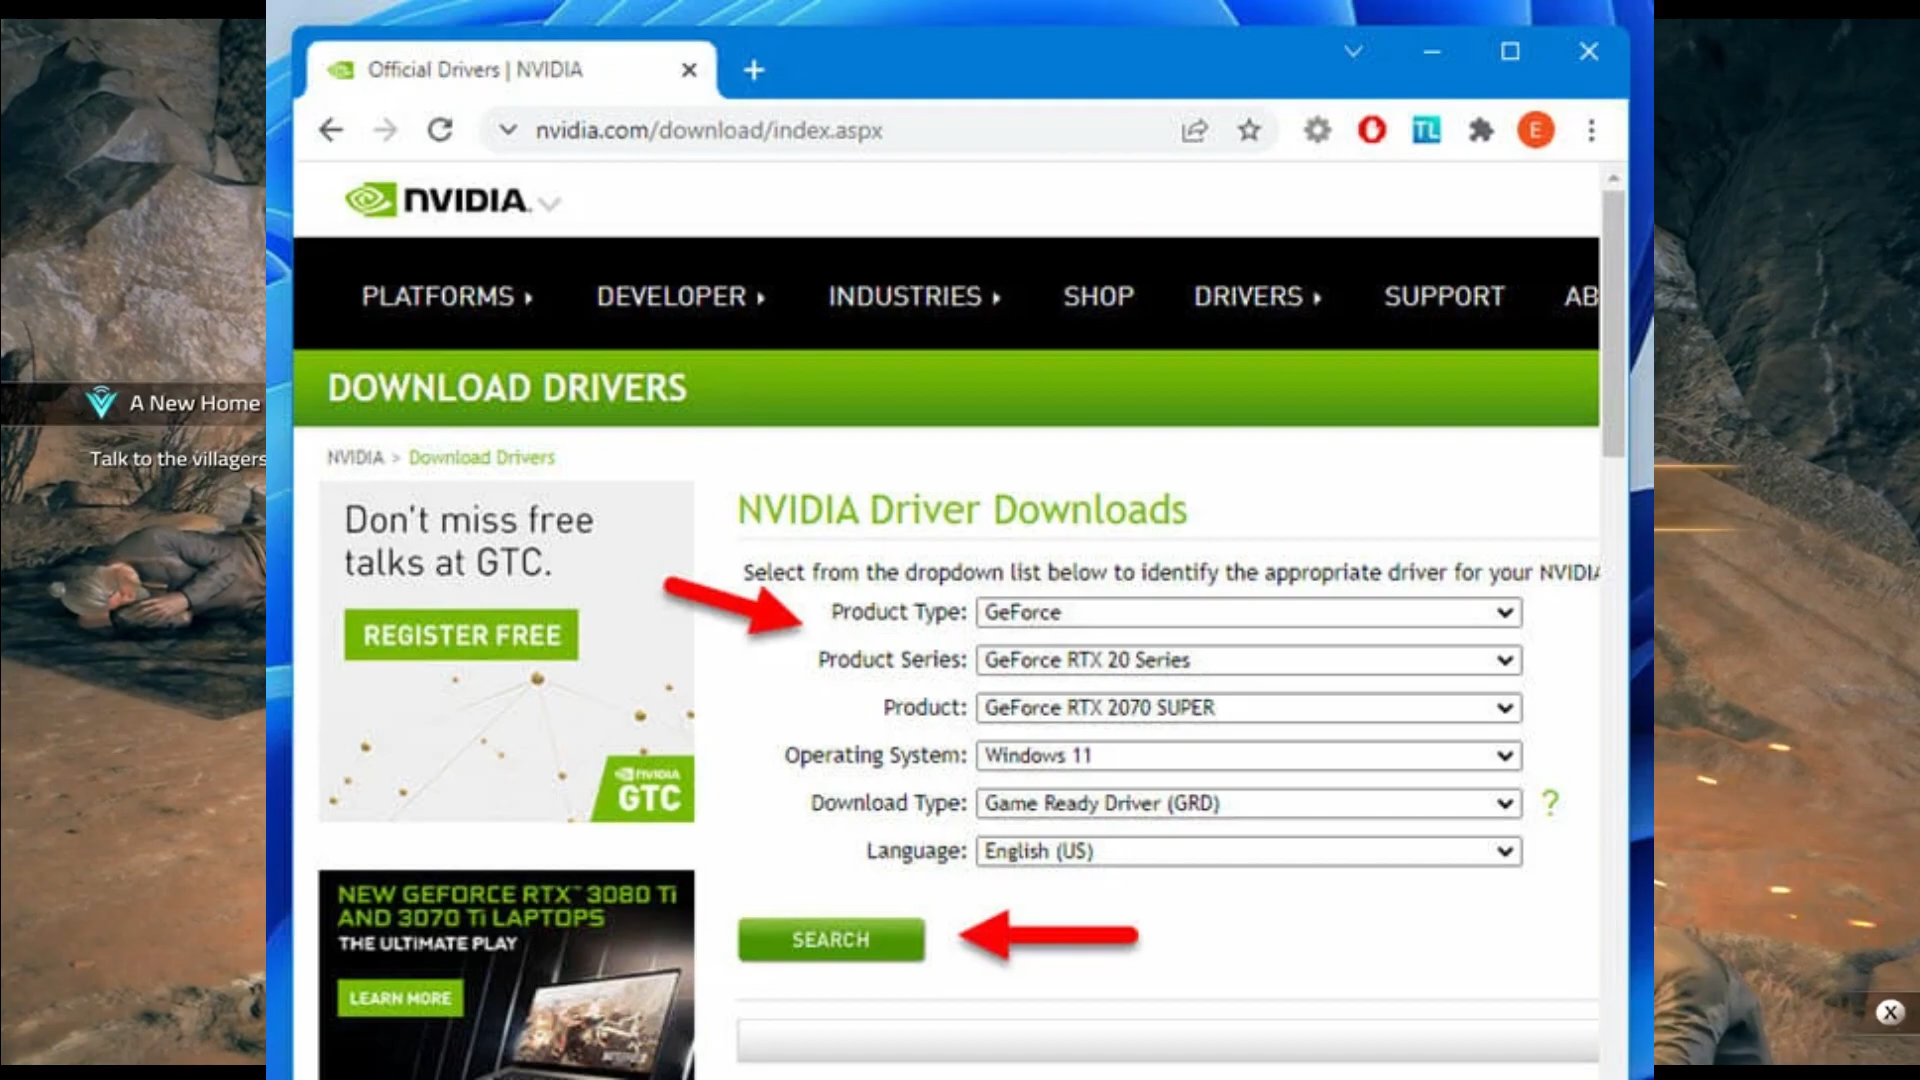 Official Drivers | NVIDIA
nvidia.com/download/index.aspx
TL
E
NVIDIA.
PLATFORMS
DEVELOPER
INDUSTRIES
SHOP
DRIVERS
SUPPORT
AB
DOWNLOAD DRIVERS
A New Home
Talk to the villagers
NVIDIA > Download Drivers
Don't miss free
talks at GTC.
REGISTER FREE
NVIDIA
GTC
NVIDIA Driver Downloads
Select from the dropdown list below to identify the appropriate driver for your NVIDIA
Product Type: GeForce
Product Series: GeForce RTX 20 Series
Product: GeForce RTX 2070 SUPER
Operating System: Windows 11
Download Type: Game Ready Driver (GRD) ?
Language: English (US)
SEARCH
NEW GEFORCE RTX™ 3080 Ti
AND 3070 Ti LAPTOPS
THE ULTIMATE PLAY
LEARN MORE
X